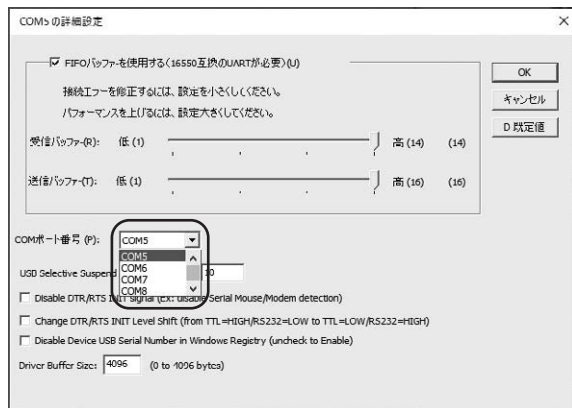 COM5 の詳細設定
FIFOバッファーを使用する(16550互換のUARTが必要)(U)
接続エラーを修正するには、設定を小さくしてください。
パフォーマンスを上げるには、設定大きくしてください。
受信バッファー(R): 低 (1) 高 (14) (14)
送信バッファー(T): 低 (1) 高 (16) (16)
OK
キャンセル
D 既定値
COMポート番号 (P): COM5
COM5
COM6
COM7
COM8
USB Selective Suspend 10
Disable DTR/RTS INIT signal (Ex: disable Serial Mouse/Modem detection)
Change DTR/RTS INIT Level Shift (from TTL=HIGH/RS232=LOW to TTL=LOW/RS232=HIGH)
Disable Device USB Serial Number in Windows Registry (uncheck to Enable)
Driver Buffer Size: 4096 (0 to 4096 bytes)